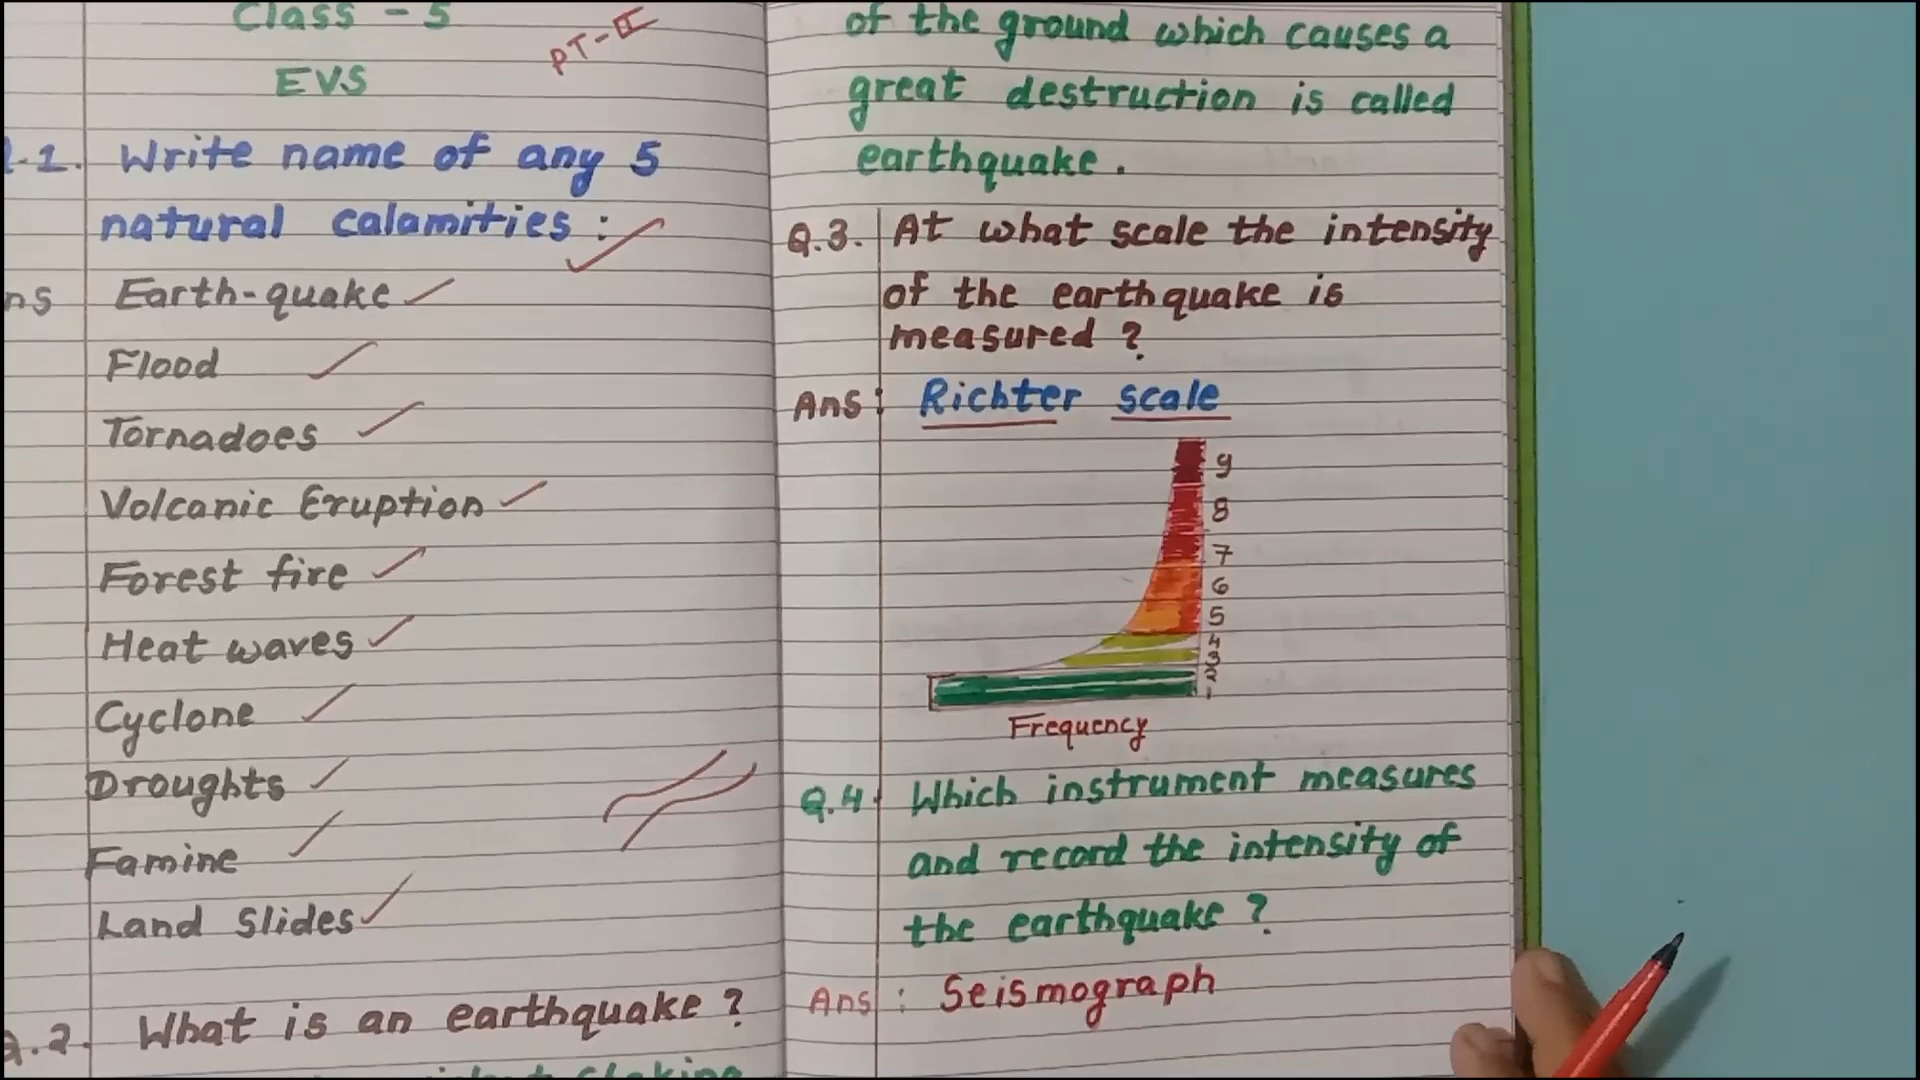 Class - 5
PT-II
EVS
Q.1. Write name of any 5
natural calamities :
Ans Earth-quake
Flood
Tornadoes
Volcanic Eruption
Forest fire
Heat waves
Cyclone
Droughts
Famine
Land Slides
Q.2. What is an earthquake ?
shaking
of the ground which causes a
great destruction is called
earthquake .
Q.3. At what scale the intensity
of the earthquake is
measured ?
Ans : Richter scale
9
8
7
6
5
4
3
2
1
Frequency
Q.4. Which instrument measures
and record the intensity of
the earthquake ?
Ans : Seismograph